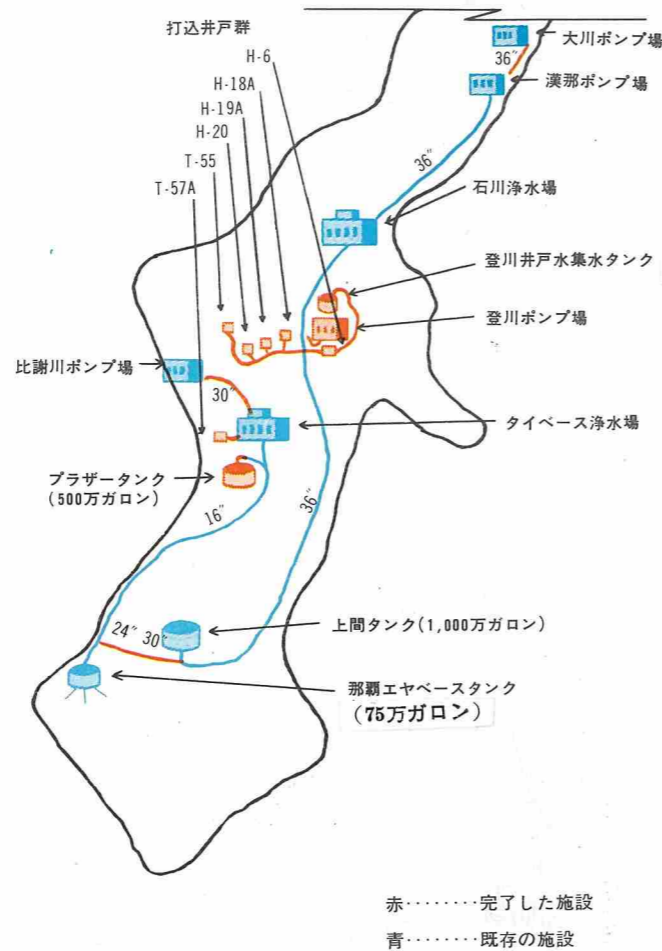 大川ポンプ場
36″
漢那ポンプ場
打込井戸群
H-6
H-18A
H-19A
H-20
T-55
T-57A
36″
石川浄水場
登川井戸水集水タンク
登川ポンプ場
比謝川ポンプ場
30″
タイベース浄水場
プラザータンク
(500万ガロン)
16″
36″
24″ 30″
上間タンク(1,000万ガロン)
那覇エヤベースタンク
(75万ガロン)
赤‥‥‥‥完了した施設
青‥‥‥‥既存の施設